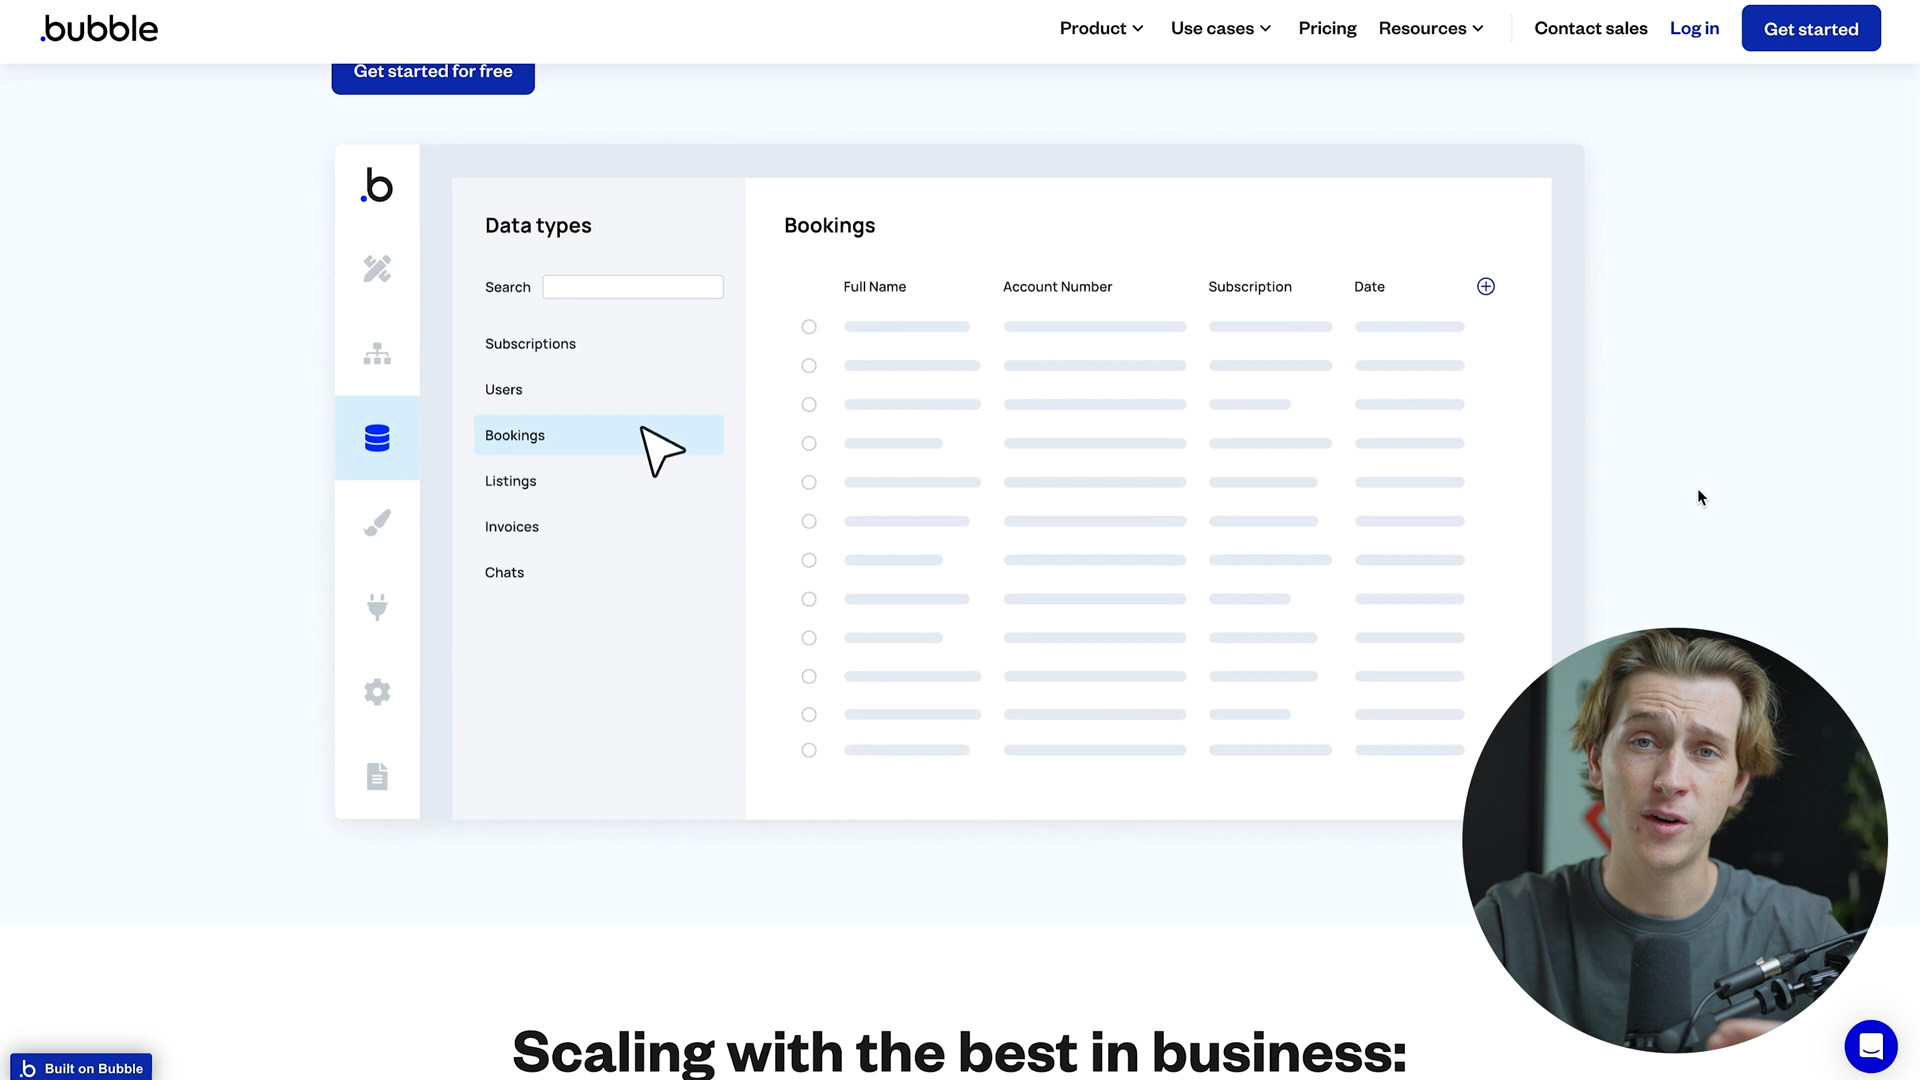 .bubble
Product
Use cases
Pricing
Resources
Contact sales
Log in
Get started
Get started for free
.b
Data types
Search
Subscriptions
Users
Bookings
Listings
Invoices
Chats
Bookings
Full Name
Account Number
Subscription
Date
Scaling with the best in business:
.b Built on Bubble